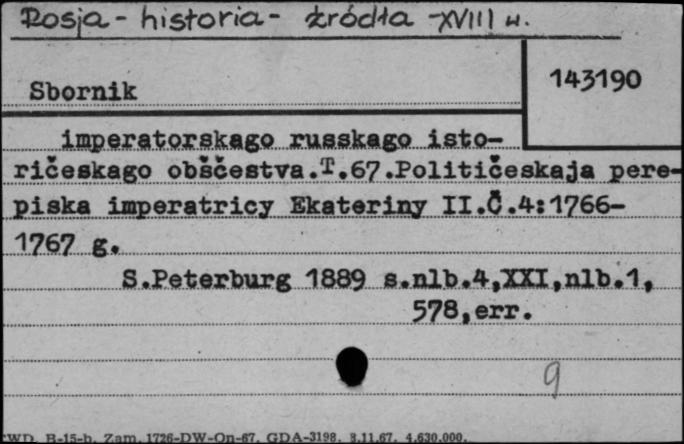 Rosja - historia - źródła - XVIII w.
143190
Sbornik
imperatorskago russkago isto-
ričeskago obščestva.T.67.Političeskaja pere-
piska imperatricy Ekateriny II.Č.4:1766-
1767 g.
S.Peterburg 1889 s.nlb.4,XXI,nlb.1,
578,err.
9
WD. B-15-b. Zam. 1726-DW-On-67. GDA-3198. 8.11.67. 4.630.000.